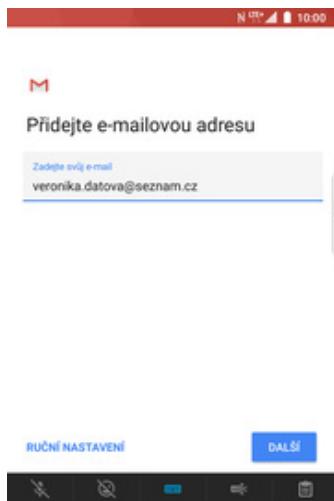 10:00
Přidejte e-mailovou adresu
Zadejte svůj e-mail
veronika.datova@seznam.cz
RUČNÍ NASTAVENÍ
DALŠÍ